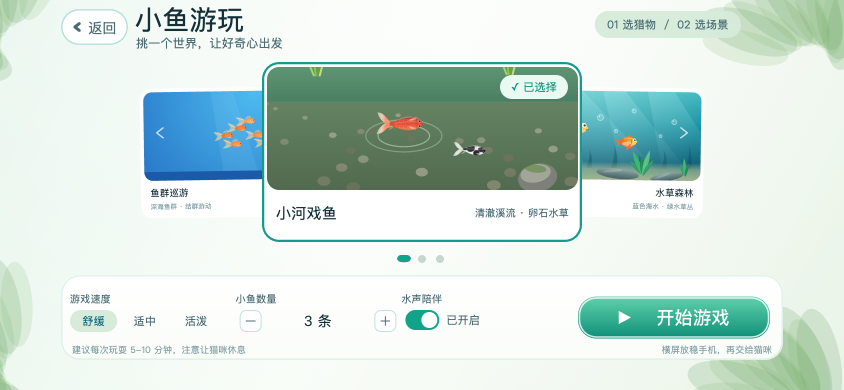 返回
小鱼游玩
挑一个世界，让好奇心出发
01 选猎物 / 02 选场景
已选择
鱼群巡游
深海鱼群 · 结群游动
小河戏鱼
清澈溪流 · 卵石水草
水草森林
蓝色海水 · 绿水草丛
游戏速度
舒缓 适中 活泼
小鱼数量
3 条
水声陪伴
已开启
开始游戏
建议每次玩耍 5–10 分钟，注意让猫咪休息
横屏放稳手机，再交给猫咪